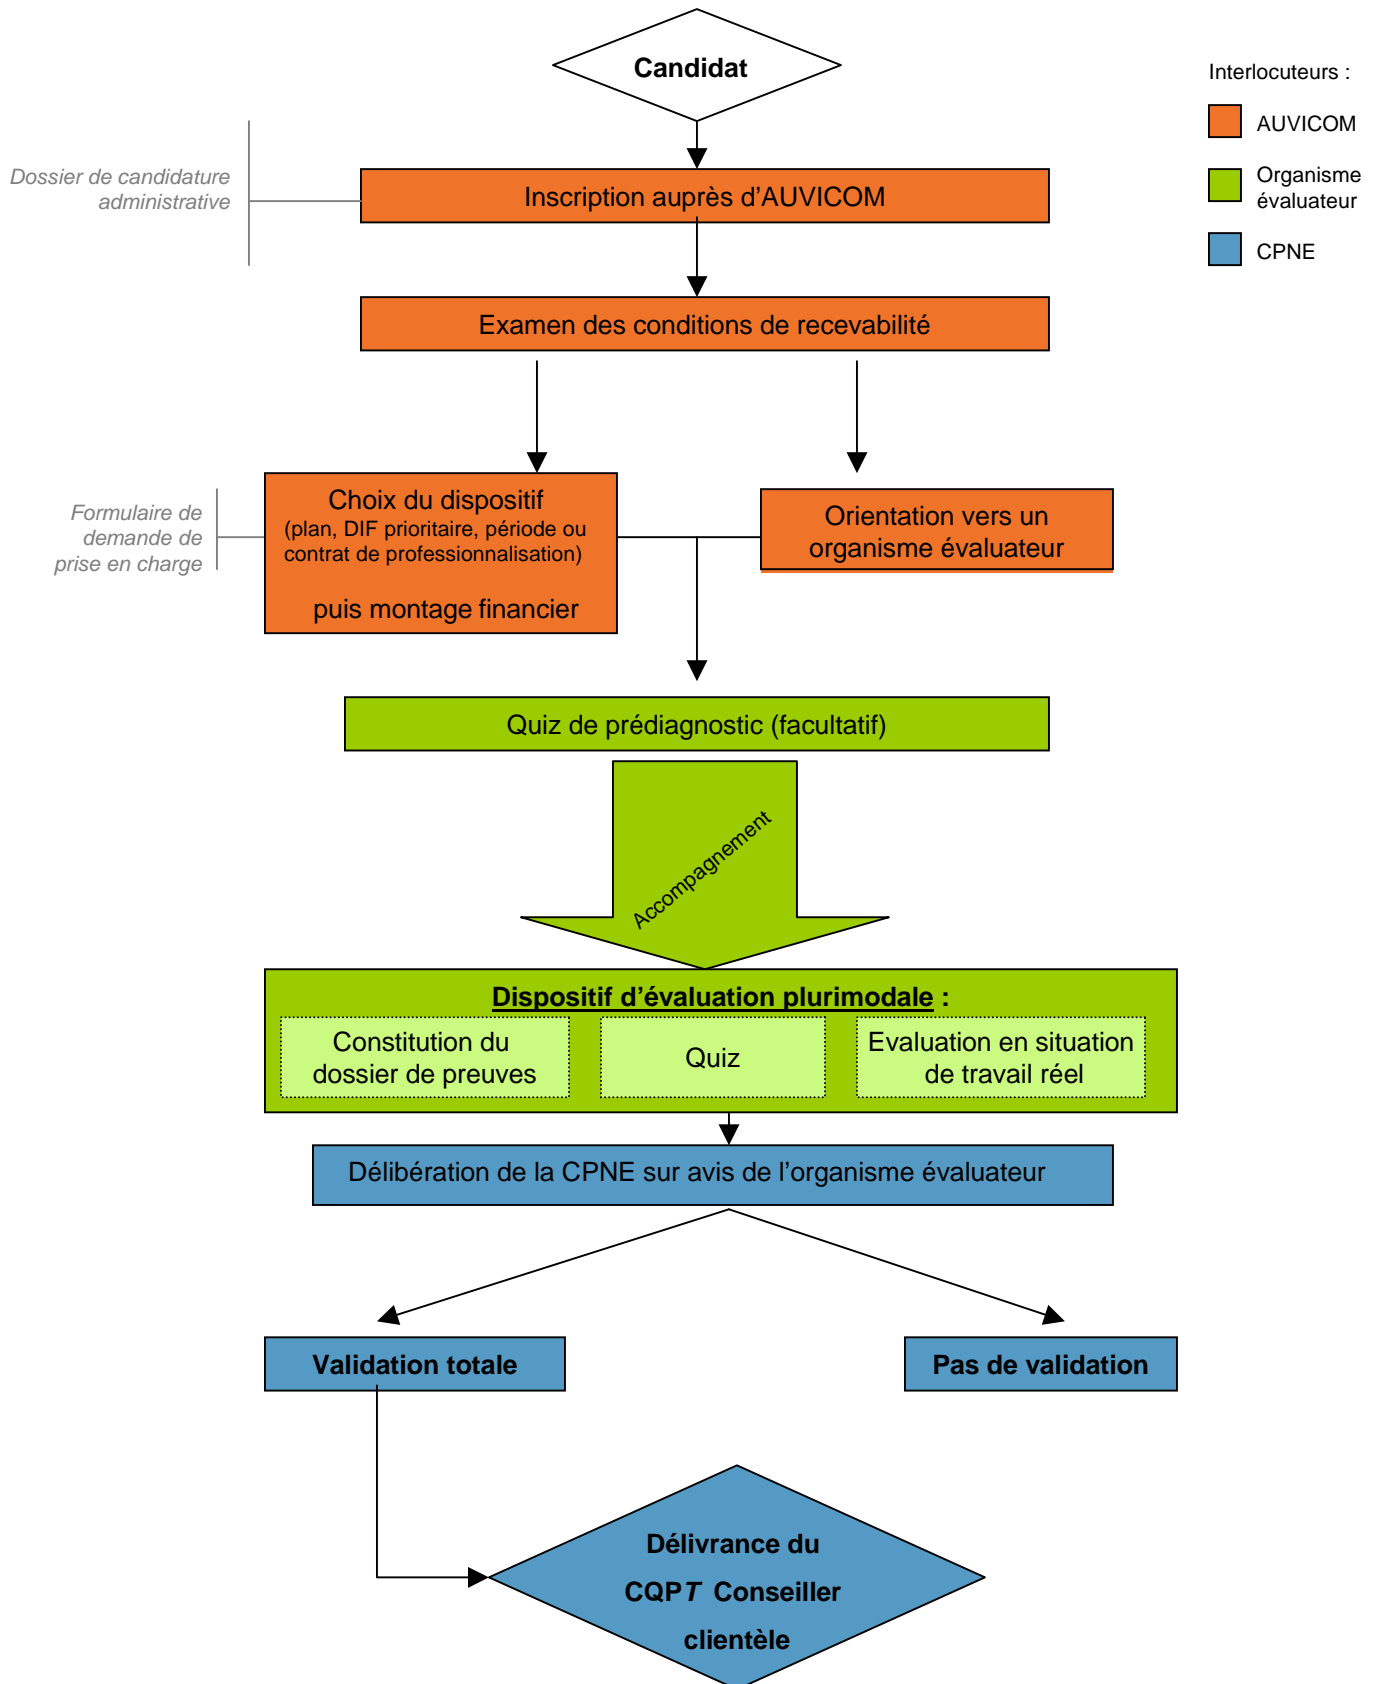 Candidat
Interlocuteurs :
AUVICOM
Organisme
évaluateur
CPNE
Dossier de candidature
administrative
Inscription auprès d’AUVICOM
Examen des conditions de recevabilité
Formulaire de
demande de
prise en charge
Choix du dispositif
(plan, DIF prioritaire, période ou
contrat de professionnalisation)
puis montage financier
Orientation vers un
organisme évaluateur
Quiz de prédiagnostic (facultatif)
Accompagnement
Dispositif d’évaluation plurimodale :
Constitution du
dossier de preuves
Quiz
Evaluation en situation
de travail réel
Délibération de la CPNE sur avis de l’organisme évaluateur
Validation totale
Pas de validation
Délivrance du
CQPT Conseiller
clientèle